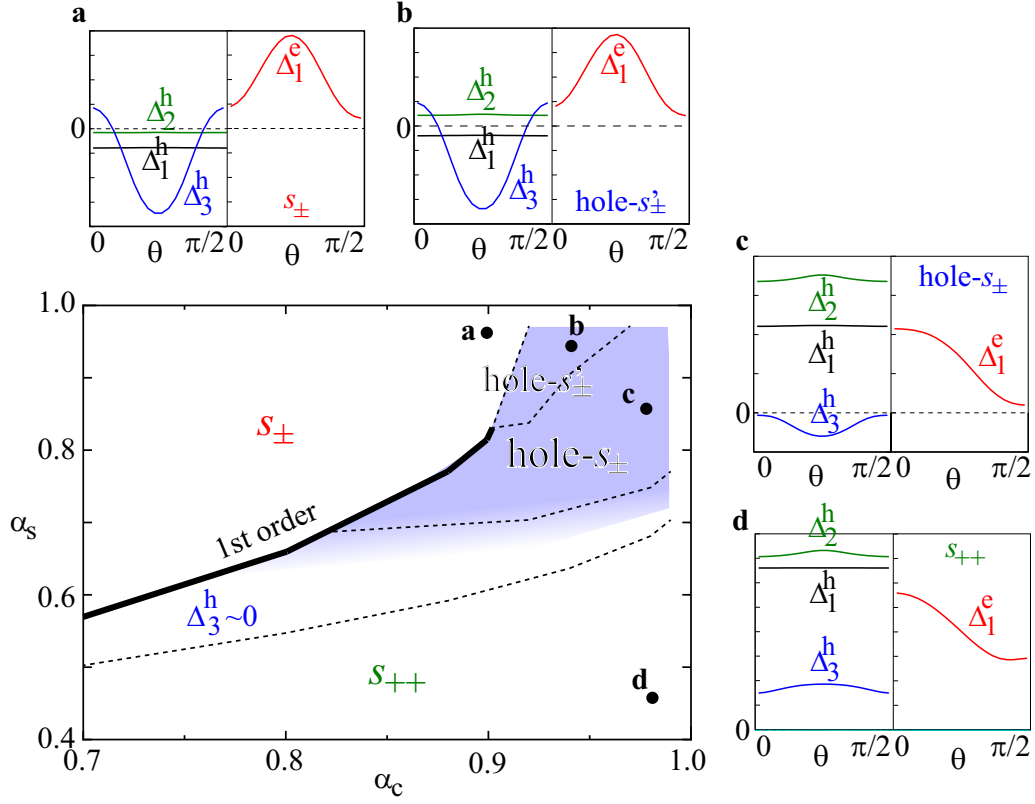 a
b
Δ₁ᵉ
Δ₂ʰ
0
Δ₁ʰ
Δ₃ʰ
s±
0
θ
π/2
0
θ
π/2
Δ₁ᵉ
Δ₂ʰ
0
Δ₁ʰ
Δ₃ʰ
hole-s'±
0
θ
π/2
0
θ
π/2
c
hole-s±
Δ₂ʰ
Δ₁ʰ
Δ₁ᵉ
0
Δ₃ʰ
0
θ
π/2
0
θ
π/2
d
Δ₂ʰ
s₊₊
Δ₁ʰ
Δ₁ᵉ
Δ₃ʰ
0
0
θ
π/2
0
θ
π/2
1.0
a
b
hole-s'±
c
s±
0.8
hole-s±
αs
1st order
0.6
Δ₃ʰ~0
s₊₊
d
0.4
0.7
0.8
0.9
1.0
αc